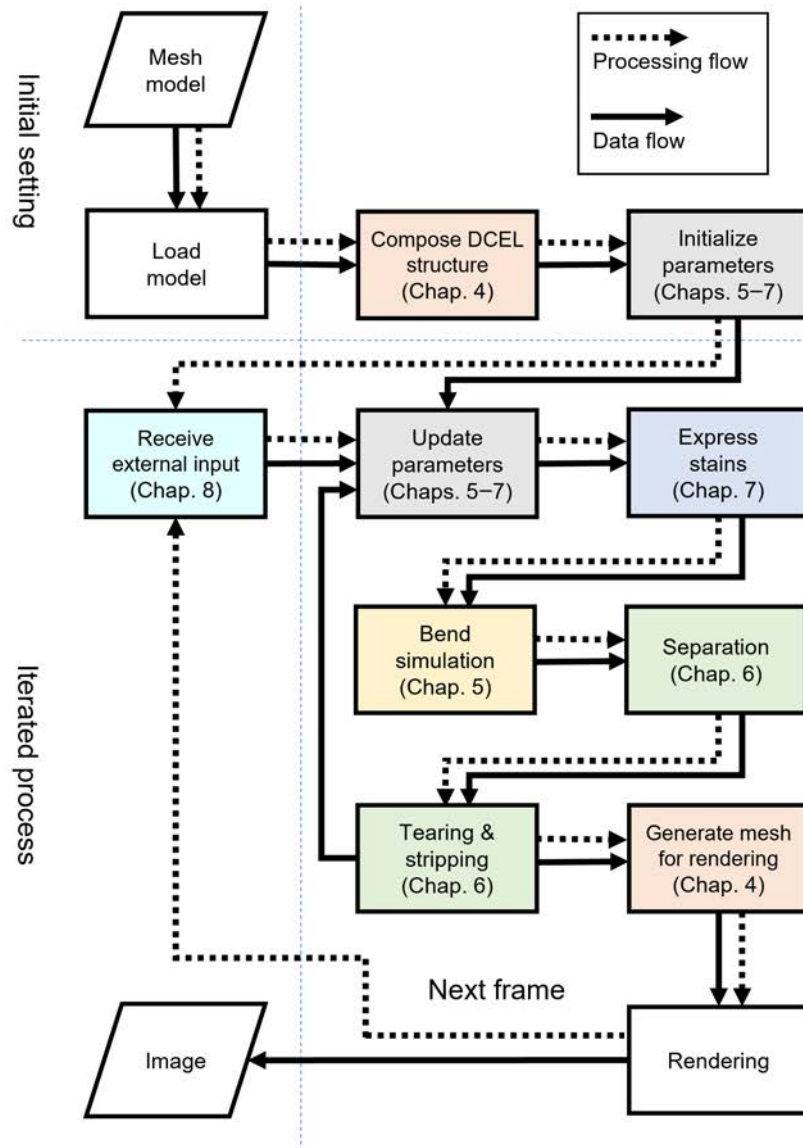 Initial setting
Mesh
model
Processing flow
Data flow
Load
model
Compose DCEL
structure
(Chap. 4)
Initialize
parameters
(Chaps. 5–7)
Iterated process
Receive
external input
(Chap. 8)
Update
parameters
(Chaps. 5–7)
Express
stains
(Chap. 7)
Bend
simulation
(Chap. 5)
Separation
(Chap. 6)
Tearing &
stripping
(Chap. 6)
Generate mesh
for rendering
(Chap. 4)
Next frame
Image
Rendering